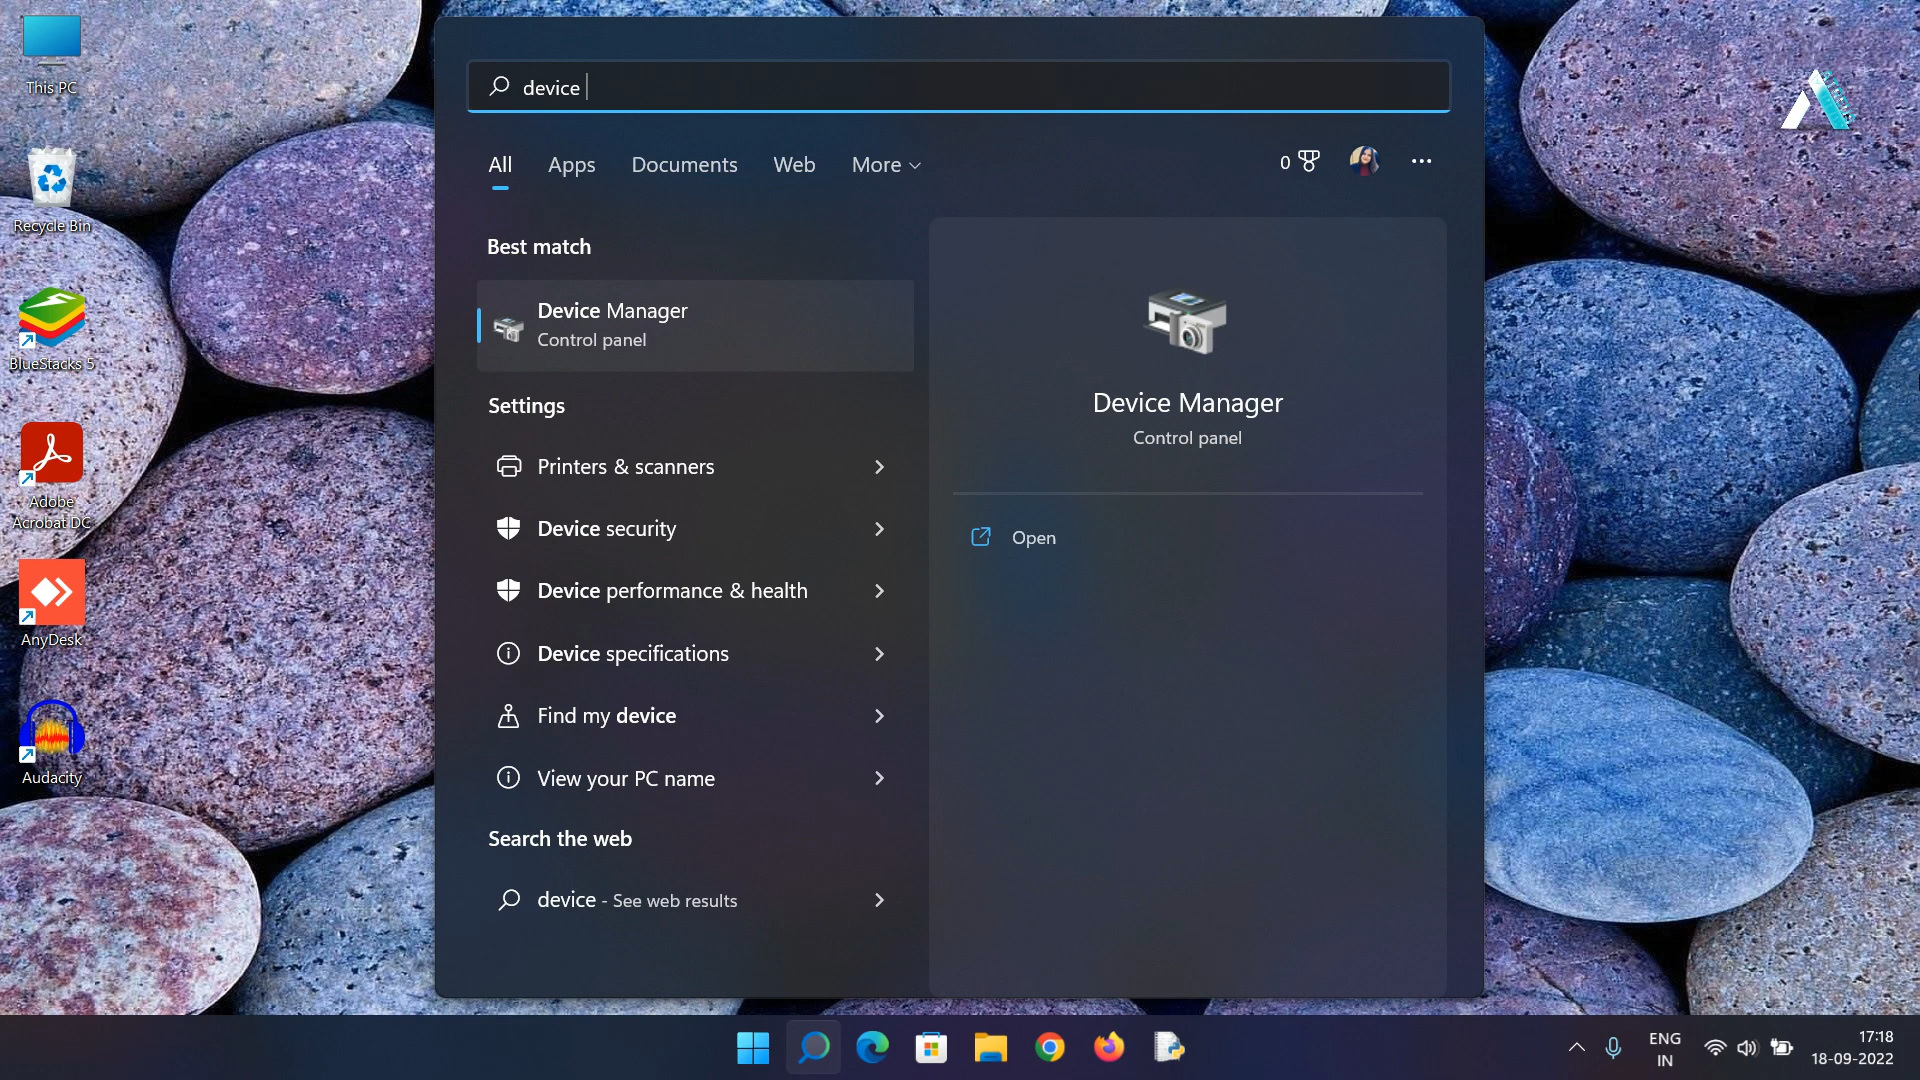 This PC
Recycle Bin
BlueStacks 5
Adobe
Acrobat DC
AnyDesk
Audacity
device
All
Apps
Documents
Web
More
0
Best match
Device Manager
Control panel
Settings
Printers & scanners
Device security
Device performance & health
Device specifications
Find my device
View your PC name
Search the web
device - See web results
Device Manager
Control panel
Open
ENG
IN
17:18
18-09-2022